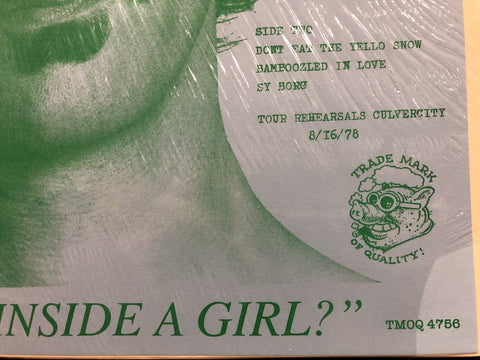 SIDE TWO
DONT EAT THE YELLO SNOW
BAMBOOZLED IN LOVE
SY BORG
TOUR REHEARSALS CULVERCITY
8/16/78
TRADE MARK
OF QUALITY!
INSIDE A GIRL?”
TMOQ 4756